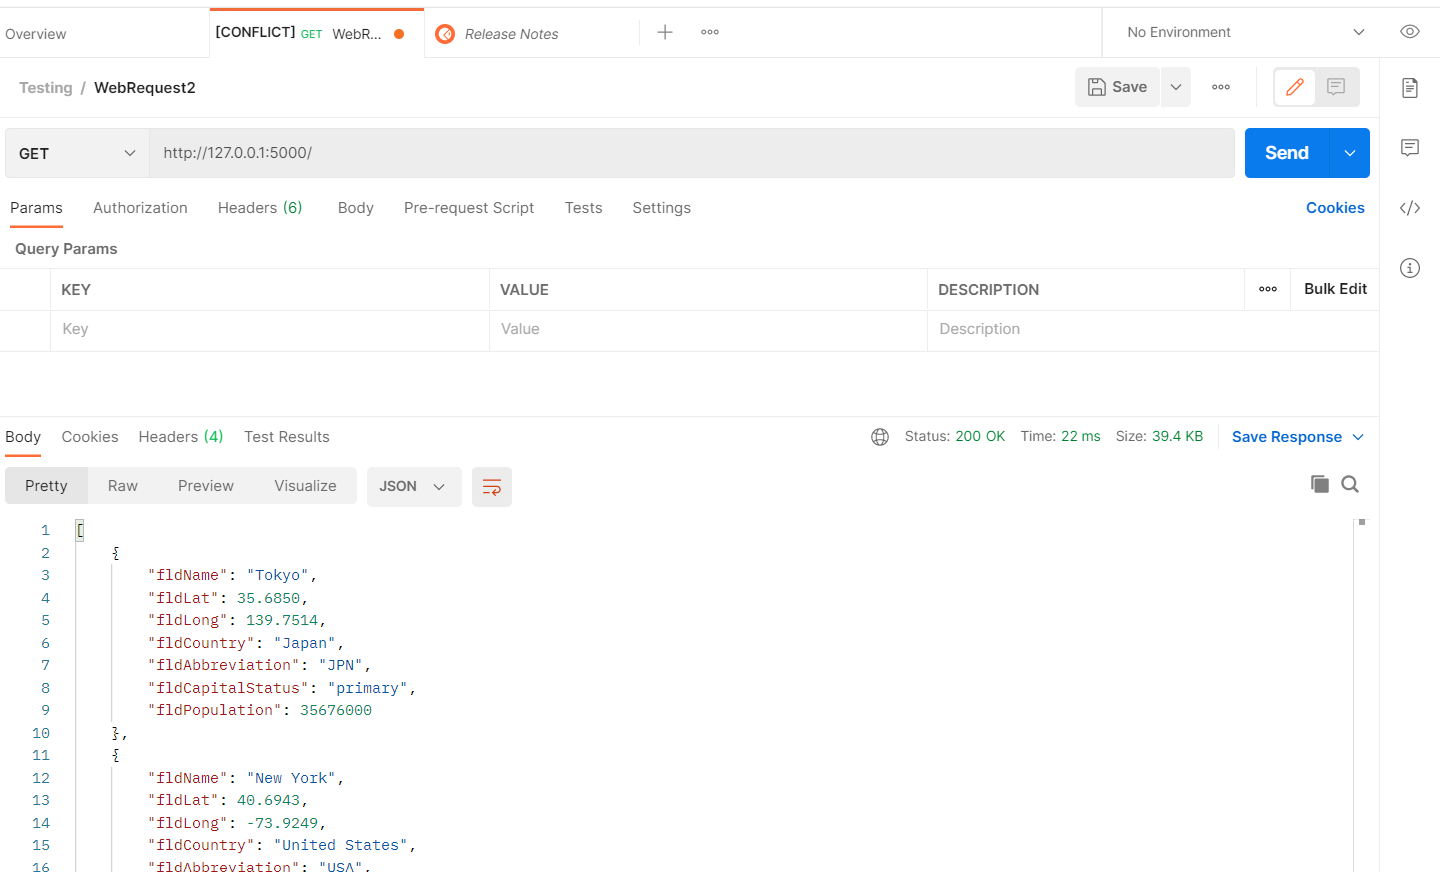 Overview [CONFLICT] GET WebR... Release Notes No Environment
Testing / WebRequest2 Save
GET http://127.0.0.1:5000/ Send
Params Authorization Headers (6) Body Pre-request Script Tests Settings Cookies
Query Params
KEY VALUE DESCRIPTION Bulk Edit
Key Value Description
Body Cookies Headers (4) Test Results Status: 200 OK Time: 22 ms Size: 39.4 KB Save Response
Pretty Raw Preview Visualize JSON
1 [
2 {
3 "fldName": "Tokyo",
4 "fldLat": 35.6850,
5 "fldLong": 139.7514,
6 "fldCountry": "Japan",
7 "fldAbbreviation": "JPN",
8 "fldCapitalStatus": "primary",
9 "fldPopulation": 35676000
10 },
11 {
12 "fldName": "New York",
13 "fldLat": 40.6943,
14 "fldLong": -73.9249,
15 "fldCountry": "United States",
16 "fldAbbreviation": "USA",